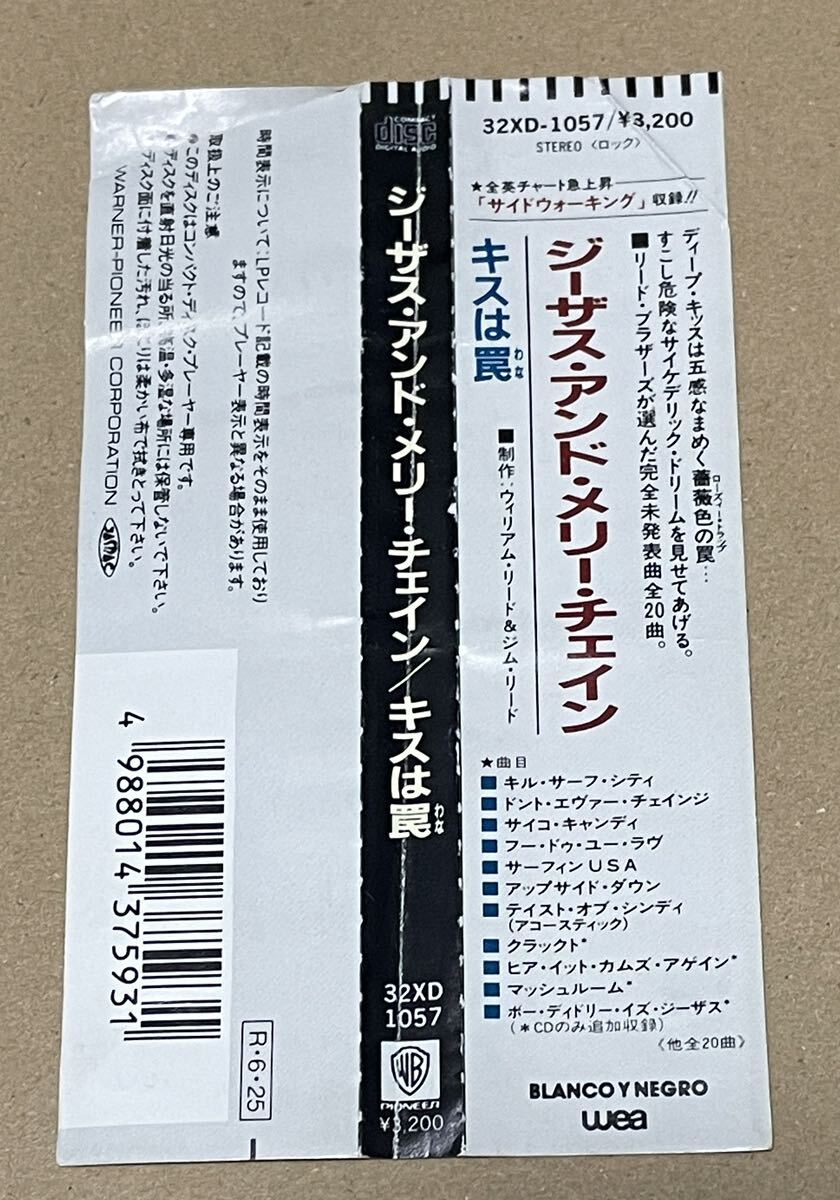 32XD-1057/¥3,200
STEREO〈ロック〉
★全英チャート急上昇
「サイドウォーキング」収録!!
ディープ・キッスは五感なまめく薔薇色の罠…
ローズィー・トラップ
すこし危険なサイケデリック・ドリームを見せてあげる。
■リード・ブラザーズが選んだ完全未発表曲全20曲。
ジーザス・アンド・メリー・チェイン
キスは罠
わな
■制作:ウィリアム・リード&ジム・リード
★曲目
■キル・サーフ・シティ
■ドント・エヴァー・チェインジ
■サイコ・キャンディ
■フー・ドゥ・ユー・ラヴ
■サーフィンUSA
■アップサイド・ダウン
■テイスト・オブ・シンディ
(アコースティック)
■クラックト*
■ヒア・イット・カムズ・アゲイン*
■マッシュルーム*
■ボー・ディドリー・イズ・ジーザス*
(*CDのみ追加収録)
《他全20曲》
BLANCO Y NEGRO
wea
COMPACT
disc
DIGITAL AUDIO
ジーザス・アンド・メリー・チェイン/キスは罠
わな
32XD
1057
WB
PIONEER
¥3,200
時間表示について:LPレコード記載の時間表示をそのまま使用しており
ますので、プレーヤー表示と異なる場合があります。
取扱上のご注意
●このディスクはコンパクト・ディスク・プレーヤー専用です。
ディスクを直射日光の当る所、高温・多湿な場所には保管しないで下さい。
ディスク面に付着した汚れ、ほこりは柔かい布で拭きとって下さい。
WARNER-PIONEER CORPORATION
4 988014 375931
R・6・25